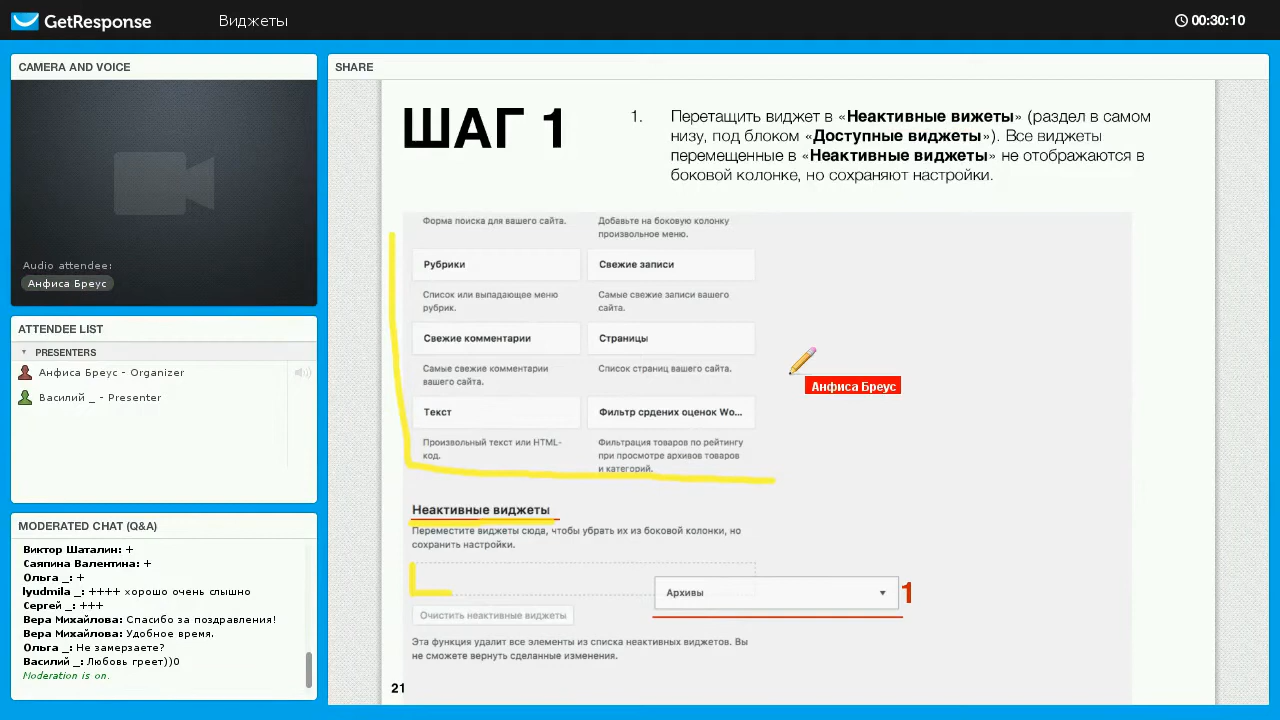 GetResponse
Виджеты
00:30:10
CAMERA AND VOICE
Audio attendee:
Анфиса Бреус
ATTENDEE LIST
PRESENTERS
Анфиса Бреус - Organizer
Василий _ - Presenter
MODERATED CHAT (Q&A)
Виктор Шаталин: +
Саяпина Валентина: +
Ольга _: +
lyudmila _: ++++ хорошо очень слышно
Сергей _: +++
Вера Михайлова: Спасибо за поздравления!
Вера Михайлова: Удобное время.
Ольга _: Не замерзаете?
Василий _: Любовь греет))0
Noderation is on.
SHARE
ШАГ 1
1. Перетащить виджет в «Неактивные вижеты» (раздел в самом
низу, под блоком «Доступные виджеты»). Все виджеты
перемещенные в «Неактивные виджеты» не отображаются в
боковой колонке, но сохраняют настройки.
Форма поиска для вашего сайта.
Добавьте на боковую колонку
произвольное меню.
Рубрики
Свежие записи
Список или выпадающее меню
рубрик.
Самые свежие записи вашего
сайта.
Свежие комментарии
Страницы
Самые свежие комментарии
вашего сайта.
Список страниц вашего сайта.
Анфиса Бреус
Текст
Фильтр срдених оценок Wo...
Произвольный текст или HTML-
код.
Фильтрация товаров по рейтингу
при просмотре архивов товаров
и категорий.
Неактивные виджеты
Переместите виджеты сюда, чтобы убрать их из боковой колонки, но
сохранить настройки.
Архивы
1
Очистить неактивные виджеты
Эта функция удалит все элементы из списка неактивных виджетов. Вы
не сможете вернуть сделанные изменения.
21